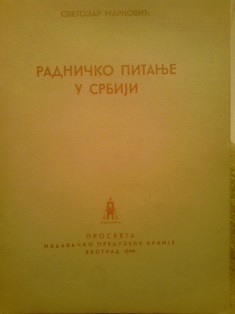 СВЕТОЗАР МАРКОВИЋ
РАДНИЧКО ПИТАЊЕ
У СРБИЈИ
ПРОСВЕТА
ИЗДАВАЧКО ПРЕДУЗЕЋЕ СРБИЈЕ
БЕОГРАД